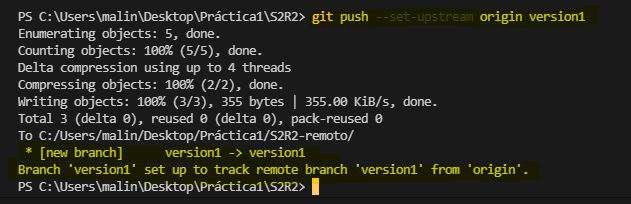 PS C:\Users\malin\Desktop\Práctica1\S2R2> git push --set-upstream origin version1
Enumerating objects: 5, done.
Counting objects: 100% (5/5), done.
Delta compression using up to 4 threads
Compressing objects: 100% (2/2), done.
Writing objects: 100% (3/3), 355 bytes | 355.00 KiB/s, done.
Total 3 (delta 0), reused 0 (delta 0), pack-reused 0
To C:/Users/malin/Desktop/Práctica1/S2R2-remoto/
 * [new branch]      version1 -> version1
Branch 'version1' set up to track remote branch 'version1' from 'origin'.
PS C:\Users\malin\Desktop\Práctica1\S2R2>